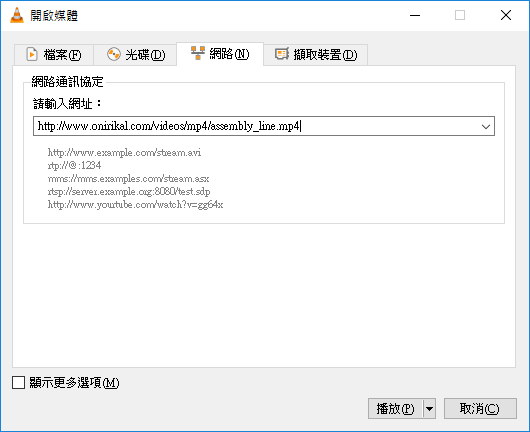 開啟媒體
檔案(F) 光碟(D) 網路(N) 擷取裝置(D)
網路通訊協定
請輸入網址：
http://www.onirikal.com/videos/mp4/assembly_line.mp4
http://www.example.com/stream.avi
rtp://@:1234
mms://mms.examples.com/stream.asx
rtsp://server.example.org:8080/test.sdp
http://www.yourtube.com/watch?v=gg64x
顯示更多選項(M)
播放(P) 取消(C)